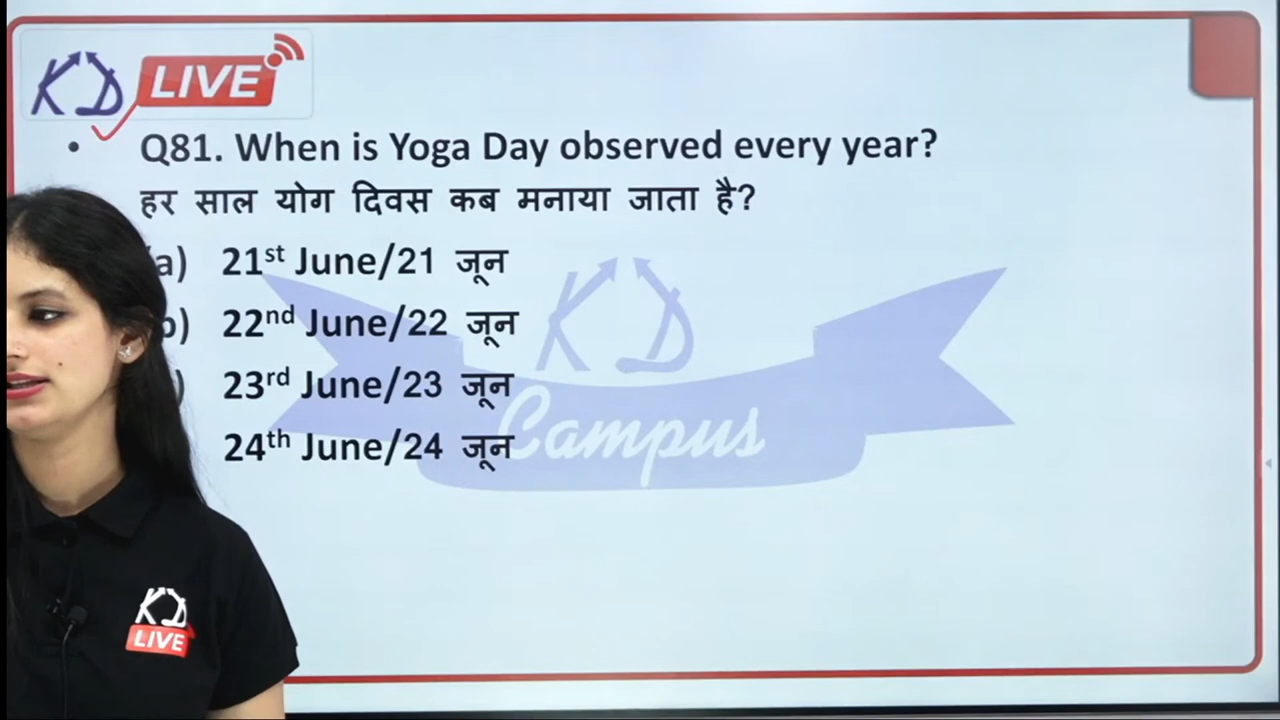 KD LIVE
• Q81. When is Yoga Day observed every year?
हर साल योग दिवस कब मनाया जाता है?
a) 21st June/21 जून
b) 22nd June/22 जून
) 23rd June/23 जून
24th June/24 जून
KD
Campus
KD
LIVE